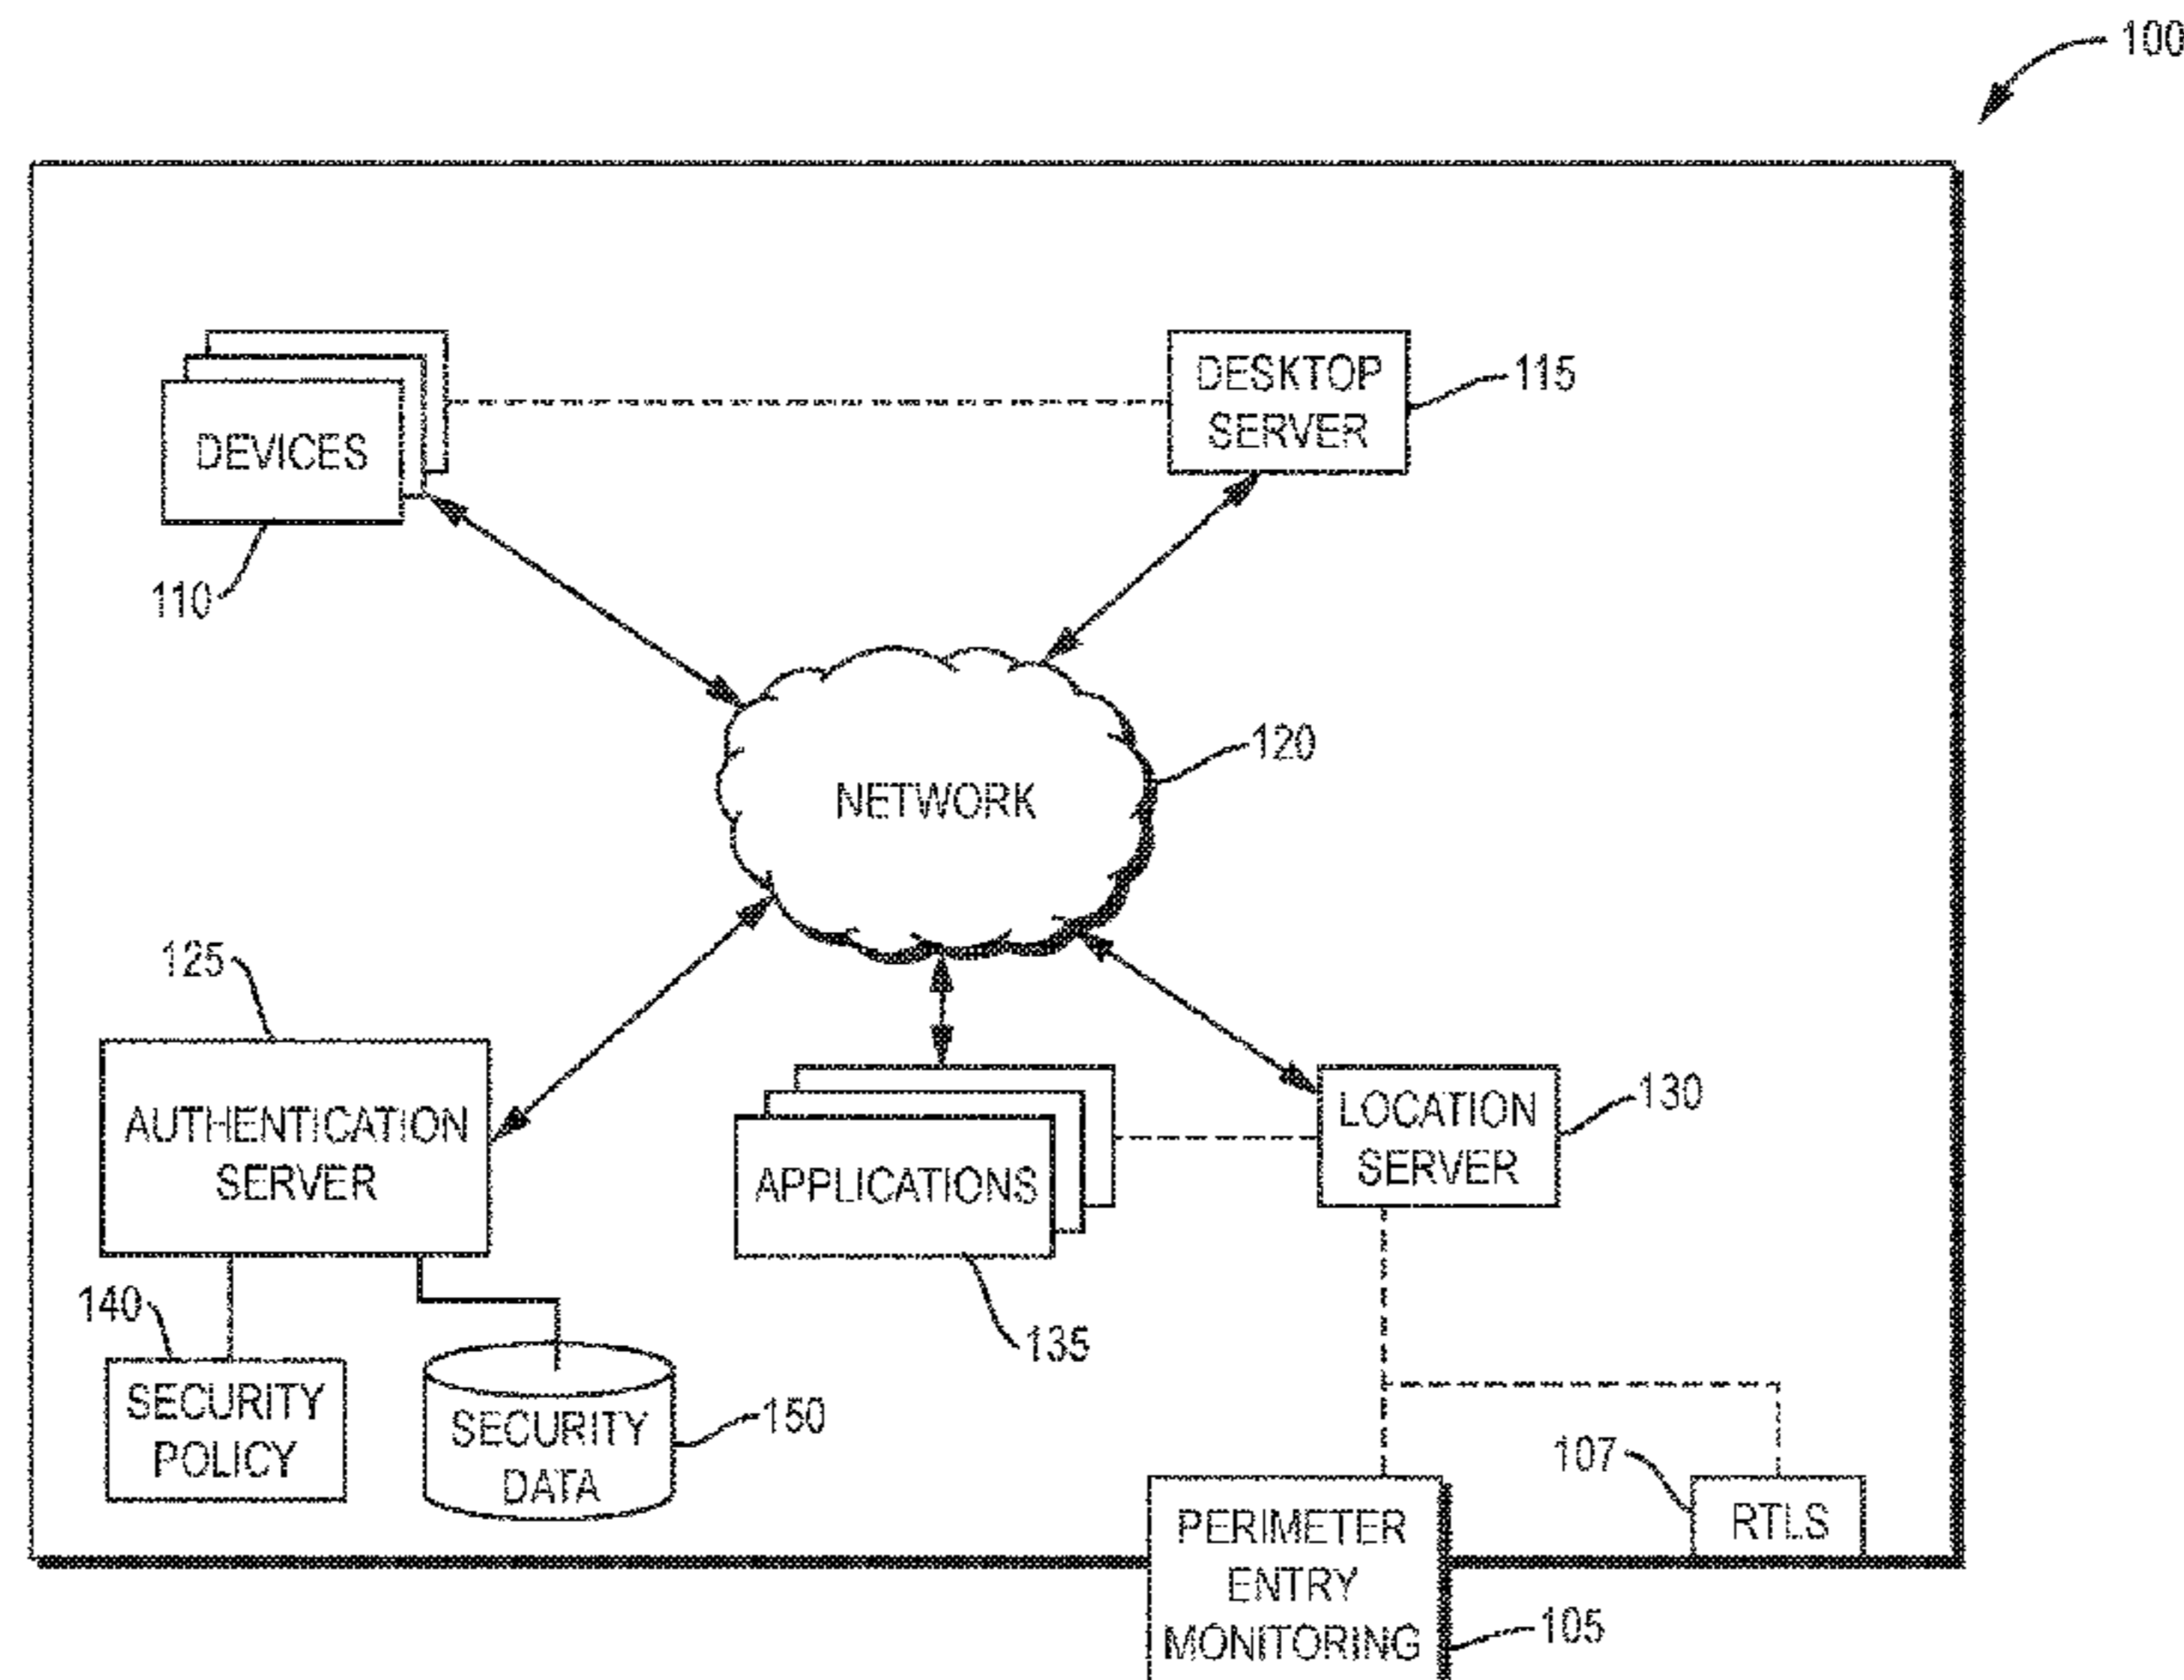 100
DEVICES
DESKTOP
SERVER
115
110
NETWORK
120
125
AUTHENTICATION
SERVER
APPLICATIONS
LOCATION
SERVER
130
140
135
SECURITY
POLICY
SECURITY
DATA
150
107
RTLS
PERIMETER
ENTRY
MONITORING
105